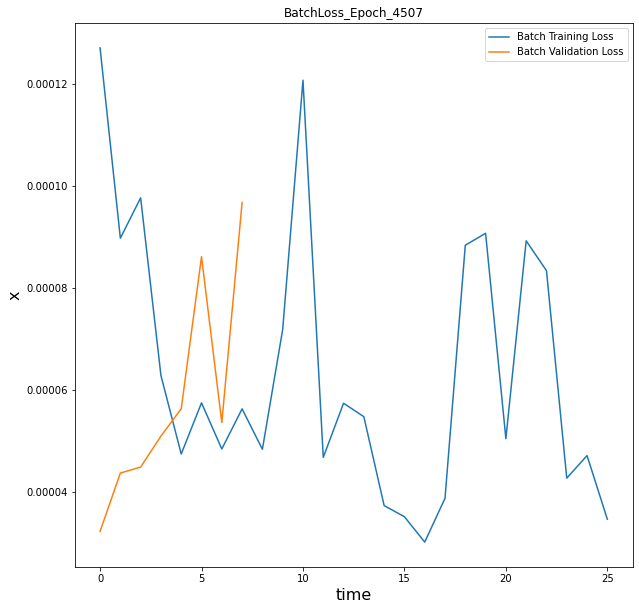 BatchLoss_Epoch_4507
Batch Training Loss
Batch Validation Loss
0.00012
0.00010
0.00008
0.00006
0.00004
x
0 5 10 15 20 25
time